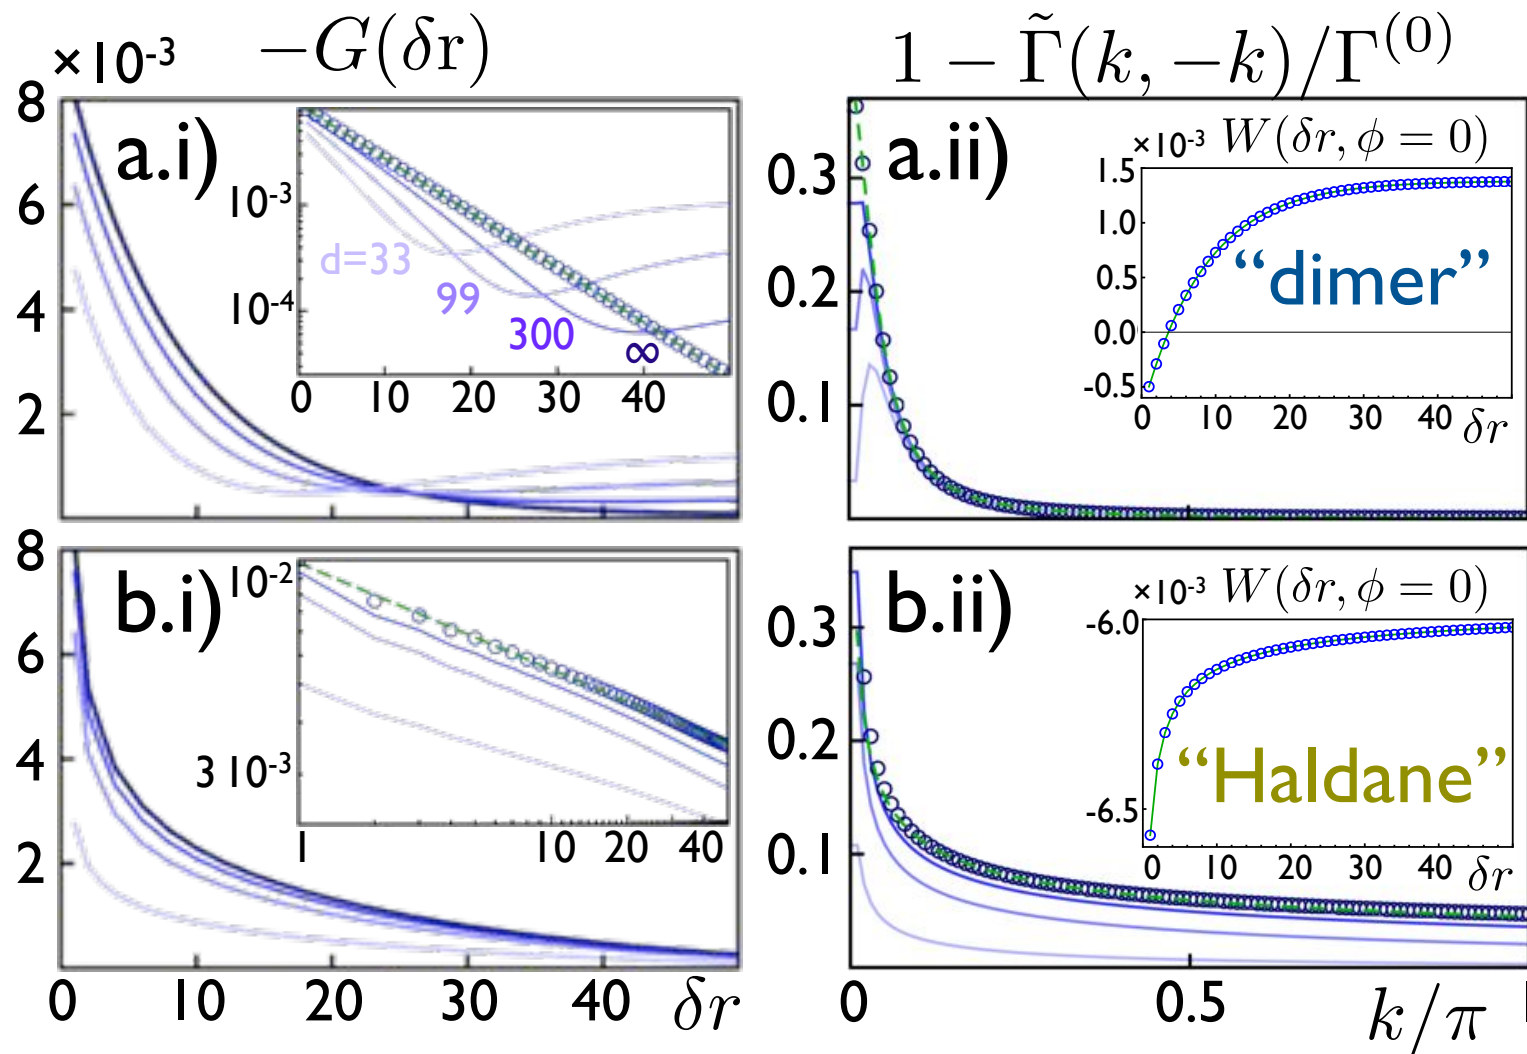 ×10⁻³ −G(δr)
8
6
4
2
a.i)
10⁻³
10⁻⁴
d=33
99
300
∞
0 10 20 30 40
1 − Γ̃(k, −k)/Γ⁽⁰⁾
0.3
0.2
0.1
a.ii)
×10⁻³ W(δr, ϕ = 0)
1.5
1.0
0.5
0.0
-0.5
“dimer”
0 10 20 30 40 δr
8
6
4
2
b.i)
10⁻²
3 10⁻³
1 10 20 40
0 10 20 30 40 δr
0.3
0.2
0.1
b.ii)
×10⁻³ W(δr, ϕ = 0)
-6.0
-6.5
“Haldane”
0 10 20 30 40 δr
0 0.5 k/π